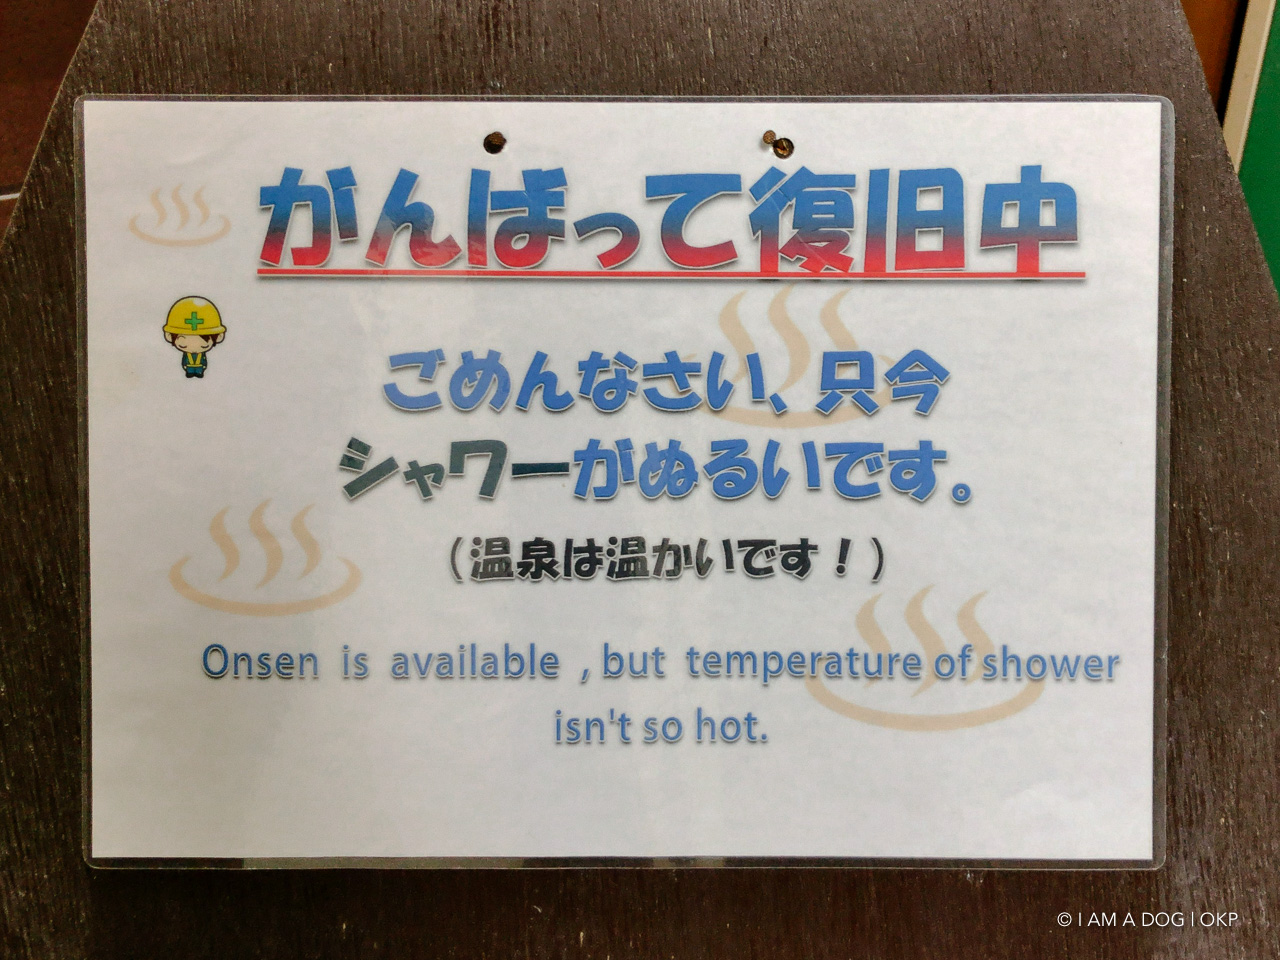 がんばって復旧中
ごめんなさい、只今
シャワーがぬるいです。
（温泉は温かいです！）
Onsen is available , but temperature of shower
isn't so hot.
© I AM A DOG | OKP